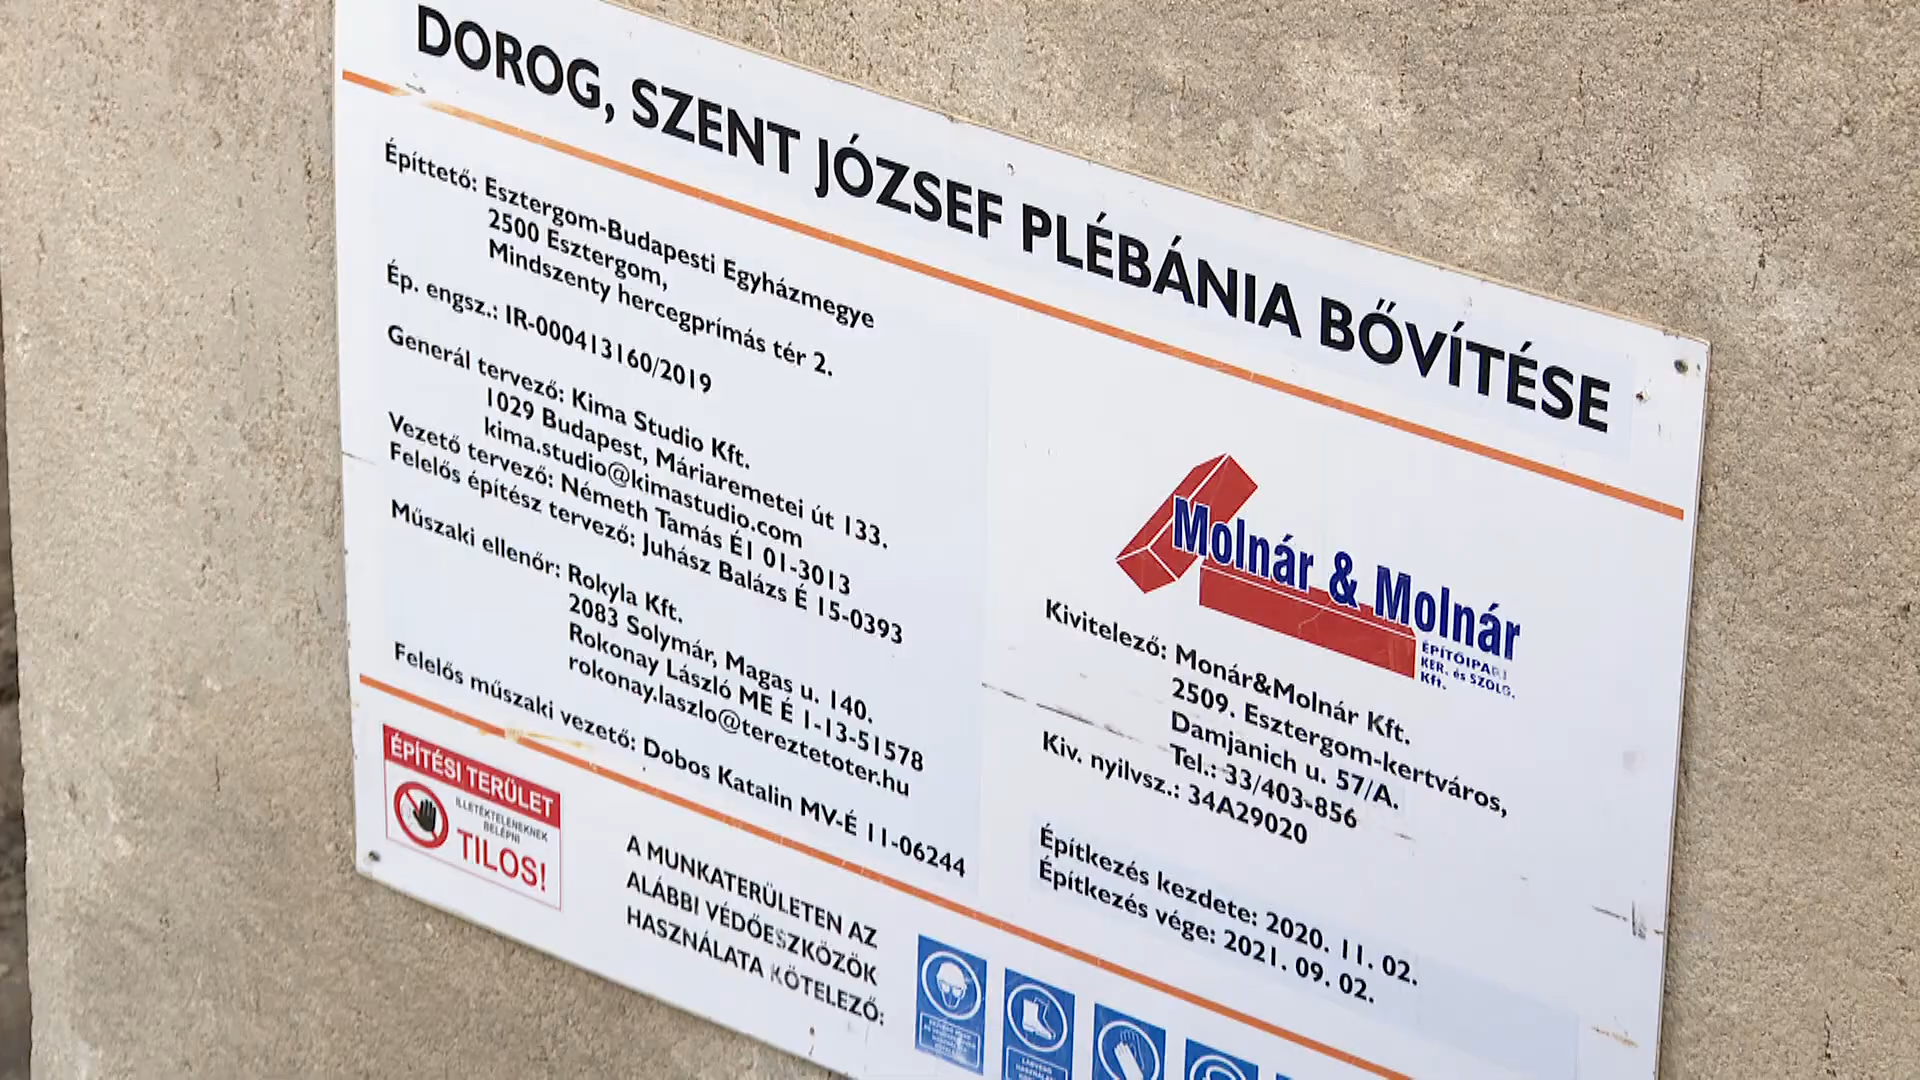 DOROG, SZENT JÓZSEF PLÉBÁNIA BŐVÍTÉSE
Építtető: Esztergom-Budapesti Egyházmegye
2500 Esztergom,
Mindszenty hercegprímás tér 2.
Ép. engsz.: IR-000413160/2019
Generál tervező: Kima Studio Kft.
1029 Budapest, Máriaremetei út 133.
kima.studio@kimastudio.com
Vezető tervező: Németh Tamás É1 01-3013
Felelős építész tervező: Juhász Balázs É 15-0393
Műszaki ellenőr: Rokyla Kft.
2083 Solymár, Magas u. 140.
Rokonay László ME É 1-13-51578
rokonay.laszlo@tereztetoter.hu
Felelős műszaki vezető: Dobos Katalin MV-É 11-06244
Molnár & Molnár
ÉPÍTŐIPARI
KER. és SZOLG.
Kft.
Kivitelező: Monár&Molnár Kft.
2509. Esztergom-kertváros,
Damjanich u. 57/A.
Tel.: 33/403-856
Kiv. nyilvsz.: 34A29020
Építkezés kezdete: 2020. 11. 02.
Építkezés vége: 2021. 09. 02.
ÉPÍTÉSI TERÜLET
ILLETÉKTELENEKNEK
BELÉPNI
TILOS!
A MUNKATERÜLETEN AZ
ALÁBBI VÉDŐESZKÖZÖK
HASZNÁLATA KÖTELEZŐ: